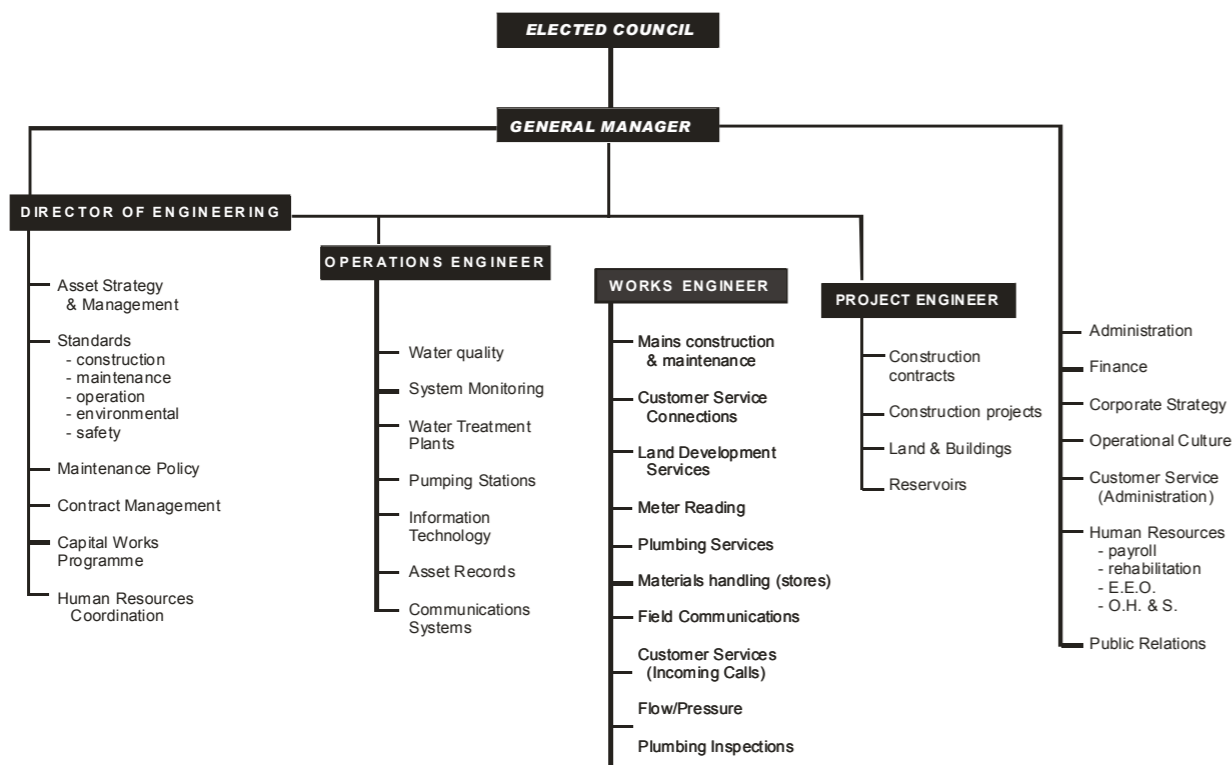 ELECTED COUNCIL
GENERAL MANAGER
DIRECTOR OF ENGINEERING
Asset Strategy
& Management
Standards
- construction
- maintenance
- operation
- environmental
- safety
Maintenance Policy
Contract Management
Capital Works
Programme
Human Resources
Coordination
OPERATIONS ENGINEER
Water quality
System Monitoring
Water Treatment
Plants
Pumping Stations
Information
Technology
Asset Records
Communications
Systems
WORKS ENGINEER
Mains construction
& maintenance
Customer Service
Connections
Land Development
Services
Meter Reading
Plumbing Services
Materials handling (stores)
Field Communications
Customer Services
(Incoming Calls)
Flow/Pressure
Plumbing Inspections
PROJECT ENGINEER
Construction
contracts
Construction projects
Land & Buildings
Reservoirs
Administration
Finance
Corporate Strategy
Operational Culture
Customer Service
(Administration)
Human Resources
- payroll
- rehabilitation
- E.E.O.
- O.H. & S.
Public Relations